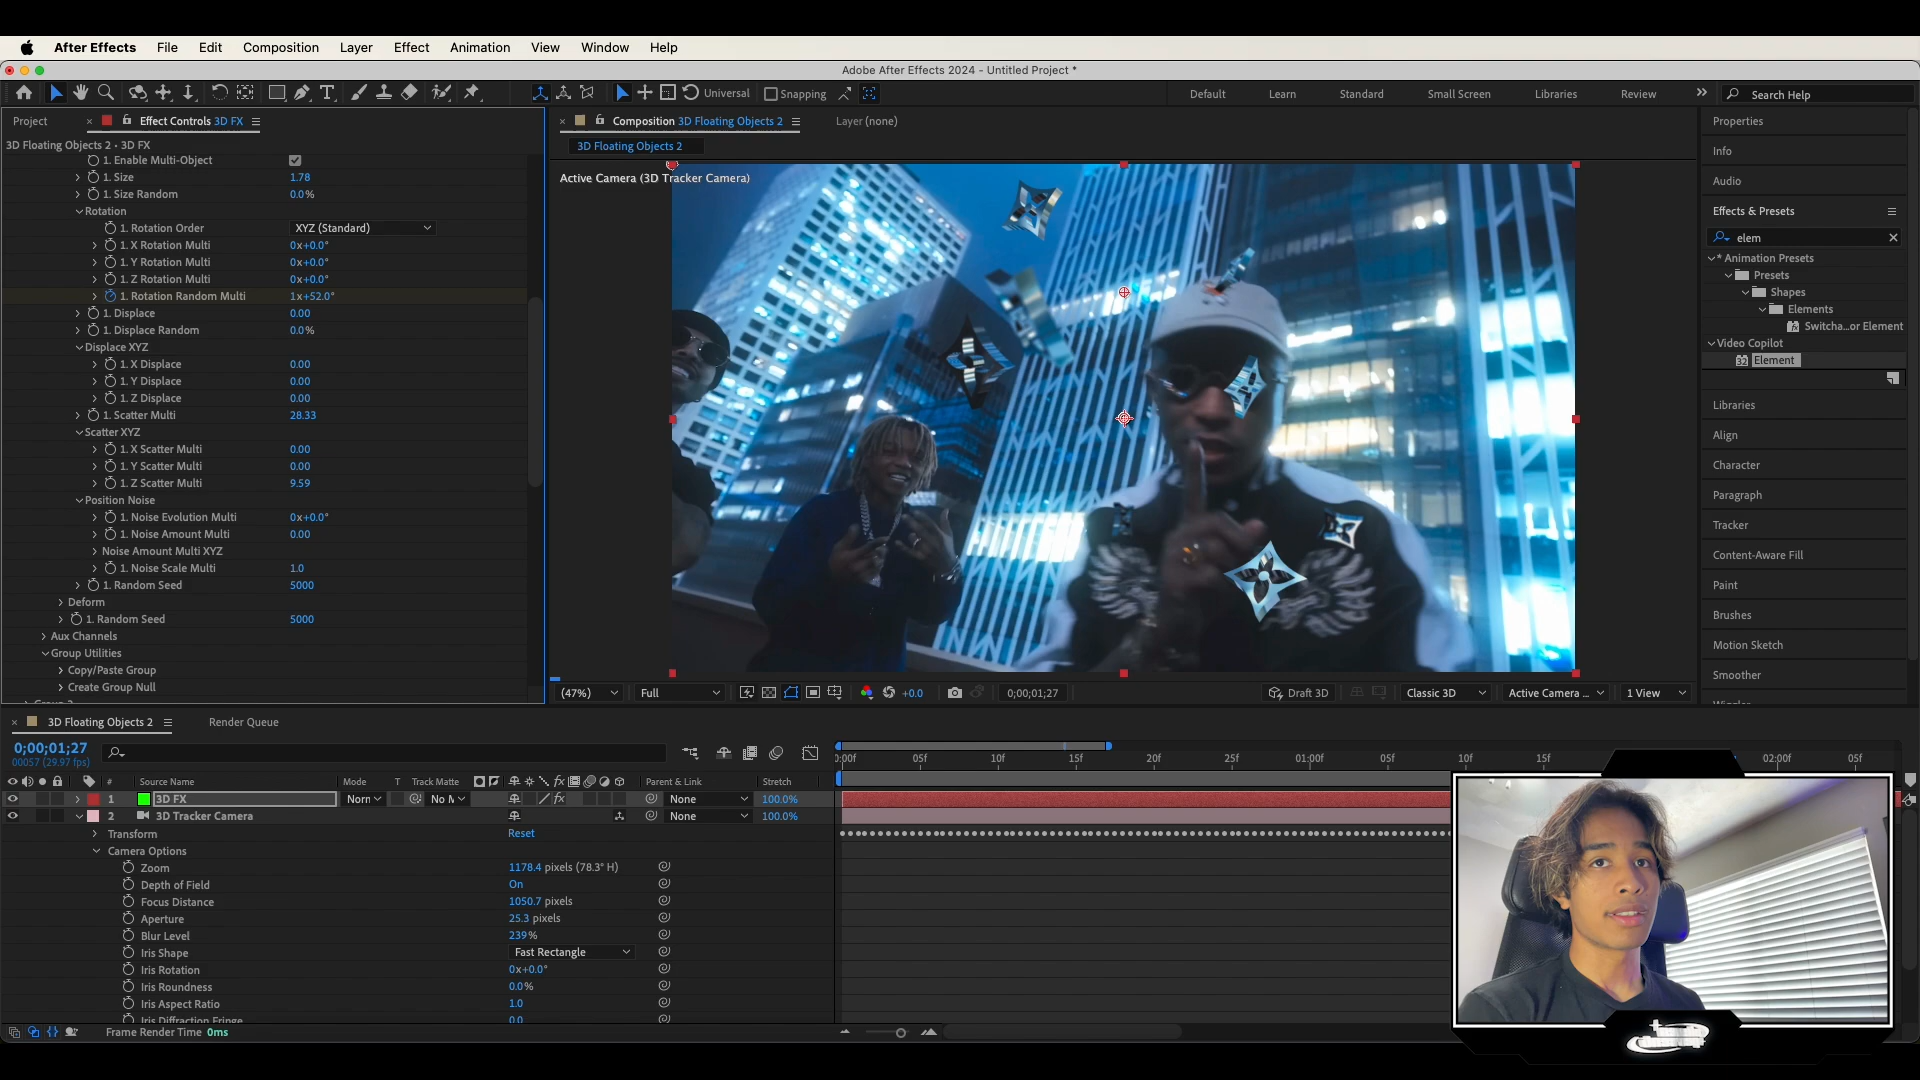 After Effects File Edit Composition Layer Effect Animation View Window Help
Adobe After Effects 2024 - Untitled Project *
Universal Snapping Default Learn Standard Small Screen Libraries Review Search Help
Project Effect Controls 3D FX
3D Floating Objects 2 • 3D FX
1. Enable Multi-Object
1. Size 1.78
1. Size Random 0.0%
Rotation
1. Rotation Order XYZ (Standard)
1. X Rotation Multi 0x+0.0°
1. Y Rotation Multi 0x+0.0°
1. Z Rotation Multi 0x+0.0°
1. Rotation Random Multi 1x+52.0°
1. Displace 0.00
1. Displace Random 0.0%
Displace XYZ
1. X Displace 0.00
1. Y Displace 0.00
1. Z Displace 0.00
1. Scatter Multi 28.33
Scatter XYZ
1. X Scatter Multi 0.00
1. Y Scatter Multi 0.00
1. Z Scatter Multi 9.59
Position Noise
1. Noise Evolution Multi 0x+0.0°
1. Noise Amount Multi 0.00
Noise Amount Multi XYZ
1. Noise Scale Multi 1.0
1. Random Seed 5000
Deform
1. Random Seed 5000
Aux Channels
Group Utilities
Copy/Paste Group
Create Group Null
Composition 3D Floating Objects 2 Layer (none)
3D Floating Objects 2
Active Camera (3D Tracker Camera)
(47%) Full +0.0 0;00;01;27 Draft 3D Classic 3D Active Camera ... 1 View
Properties
Info
Audio
Effects & Presets
elem
* Animation Presets
Presets
Shapes
Elements
Switcha...or Element
Video Copilot
32 Element
Libraries
Align
Character
Paragraph
Tracker
Content-Aware Fill
Paint
Brushes
Motion Sketch
Smoother
3D Floating Objects 2 Render Queue
0;00;01;27
00057 (29.97 fps)
:00f 05f 10f 15f 20f 25f 01:00f 05f 10f 15f 02:00f 05f
# Source Name Mode T Track Matte fx Parent & Link Stretch
1 3D FX Norn No M fx None 100.0%
2 3D Tracker Camera None 100.0%
Transform Reset
Camera Options
Zoom 1178.4 pixels (78.3° H)
Depth of Field On
Focus Distance 1050.7 pixels
Aperture 25.3 pixels
Blur Level 239%
Iris Shape Fast Rectangle
Iris Rotation 0x+0.0°
Iris Roundness 0.0%
Iris Aspect Ratio 1.0
Iris Diffraction Fringe 0.0
Frame Render Time 0ms